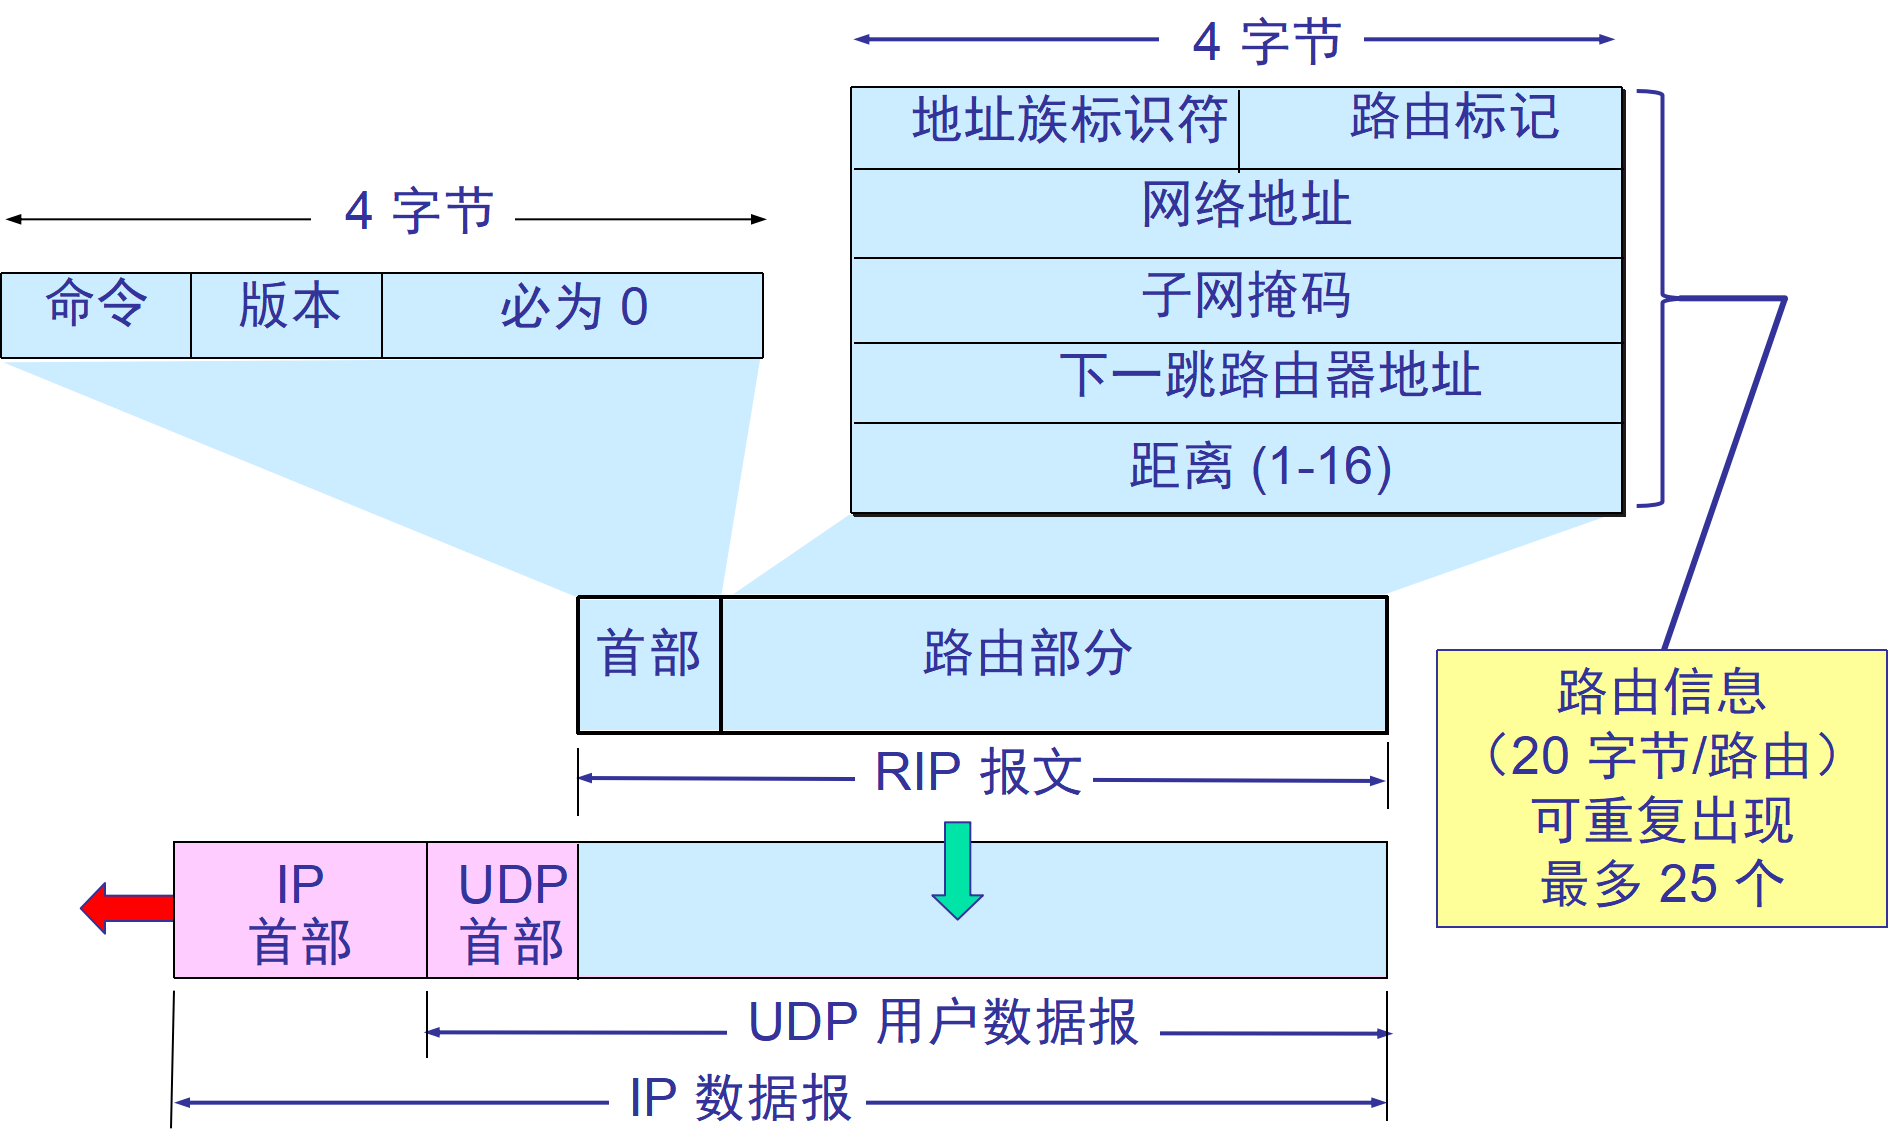 4 字节
地址族标识符
路由标记
网络地址
4 字节
子网掩码
命令
版本
必为 0
下一跳路由器地址
距离 (1-16)
首部
路由部分
路由信息
（20 字节/路由）
可重复出现
最多 25 个
RIP 报文
IP
首部
UDP
首部
UDP 用户数据报
IP 数据报